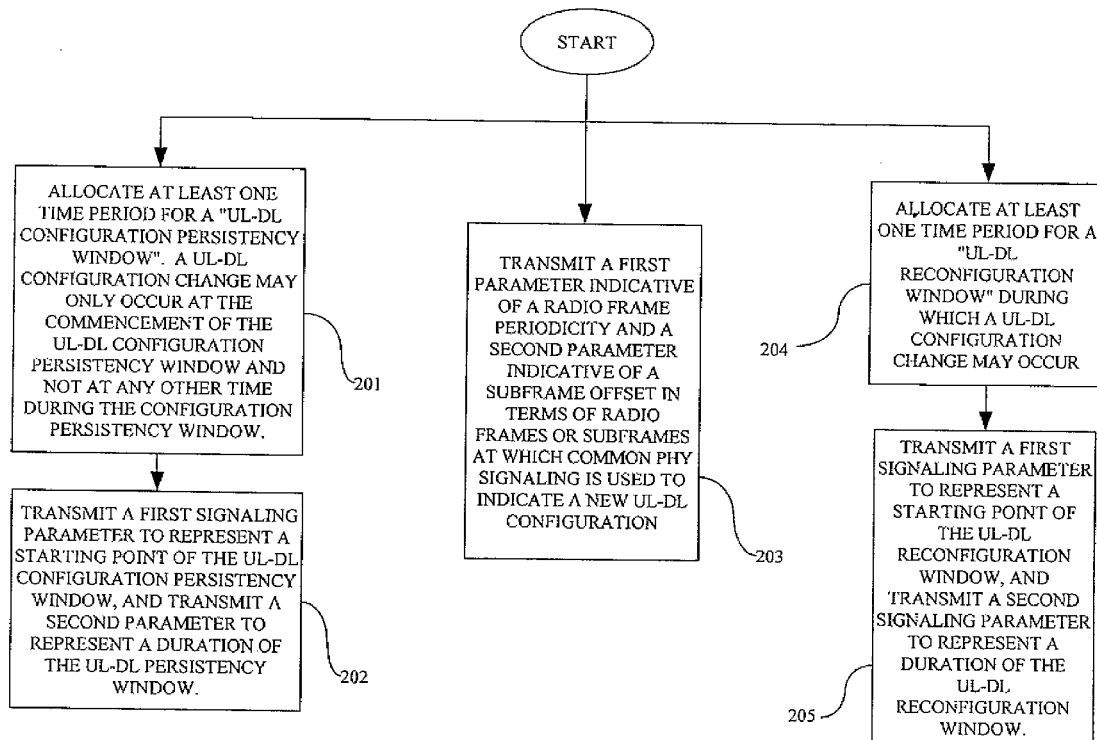 START
ALLOCATE AT LEAST ONE
TIME PERIOD FOR A "UL-DL
CONFIGURATION PERSISTENCY
WINDOW". A UL-DL
CONFIGURATION CHANGE MAY
ONLY OCCUR AT THE
COMMENCEMENT OF THE
UL-DL CONFIGURATION
PERSISTENCY WINDOW AND
NOT AT ANY OTHER TIME
DURING THE CONFIGURATION
PERSISTENCY WINDOW.
201
TRANSMIT A FIRST SIGNALING
PARAMETER TO REPRESENT A
STARTING POINT OF THE UL-DL
CONFIGURATION PERSISTENCY
WINDOW, AND TRANSMIT A
SECOND PARAMETER TO
REPRESENT A DURATION OF
THE UL-DL PERSISTENCY
WINDOW.
202
TRANSMIT A FIRST
PARAMETER INDICATIVE
OF A RADIO FRAME
PERIODICITY AND A
SECOND PARAMETER
INDICATIVE OF A
SUBFRAME OFFSET IN
TERMS OF RADIO
FRAMES OR SUBFRAMES
AT WHICH COMMON PHY
SIGNALING IS USED TO
INDICATE A NEW UL-DL
CONFIGURATION
203
ALLOCATE AT LEAST
ONE TIME PERIOD FOR A
"UL-DL
RECONFIGURATION
WINDOW" DURING
WHICH A UL-DL
CONFIGURATION
CHANGE MAY OCCUR
204
TRANSMIT A FIRST
SIGNALING PARAMETER
TO REPRESENT A
STARTING POINT OF
THE UL-DL
RECONFIGURATION
WINDOW, AND
TRANSMIT A SECOND
SIGNALING PARAMETER
TO REPRESENT A
DURATION OF THE
UL-DL
RECONFIGURATION
WINDOW.
205